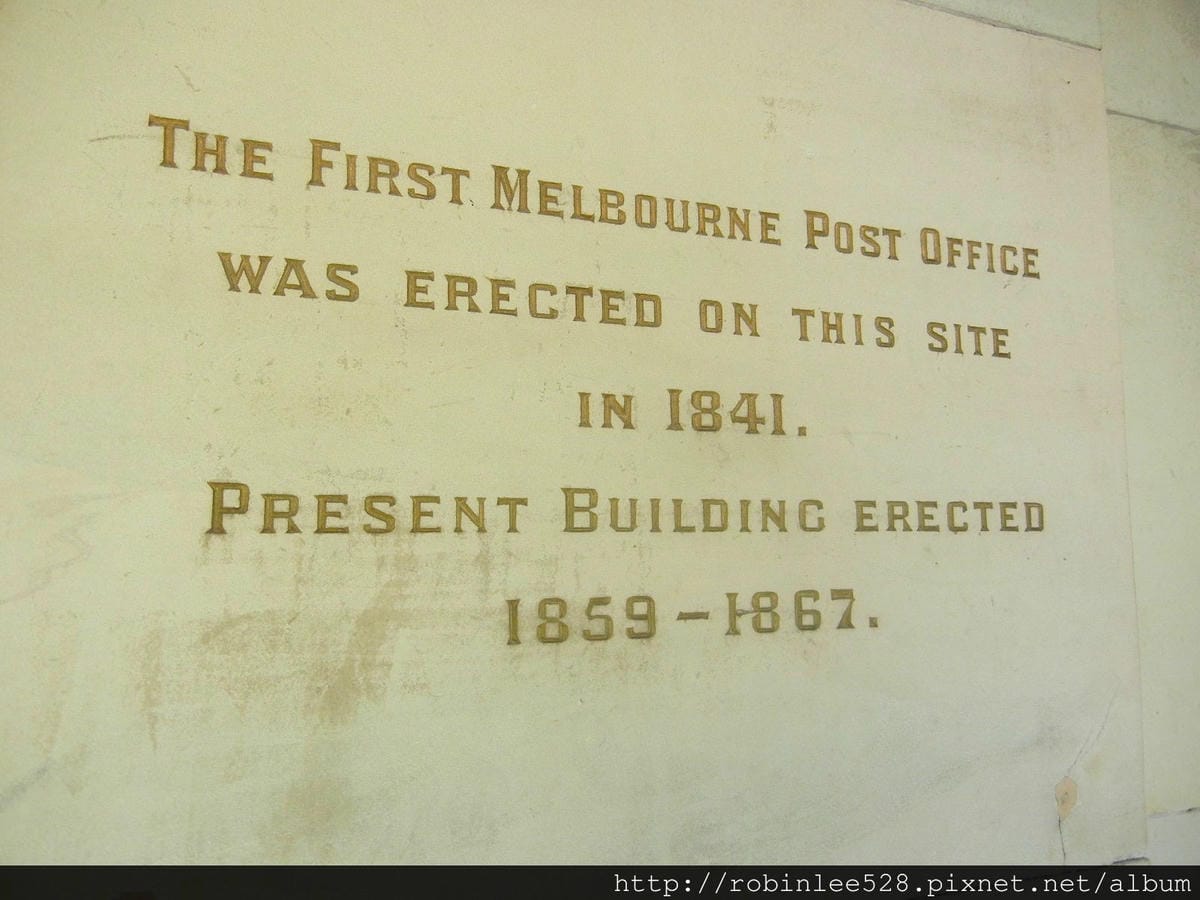 THE FIRST MELBOURNE POST OFFICE
WAS ERECTED ON THIS SITE
IN 1841.
PRESENT BUILDING ERECTED
1859-1867.
http://robinlee528.pixnet.net/album